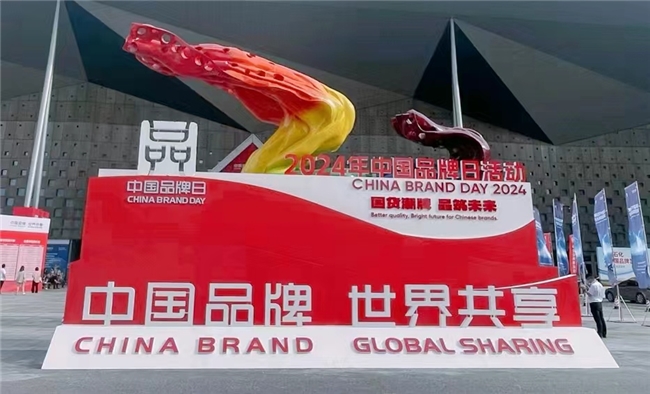 2024年中国品牌日活动
CHINA BRAND DAY 2024
中国品牌日
CHINA BRAND DAY
国货潮牌 品筑未来
Better quality, Bright future for Chinese brands.
中国品牌 世界共享
CHINA BRAND GLOBAL SHARING